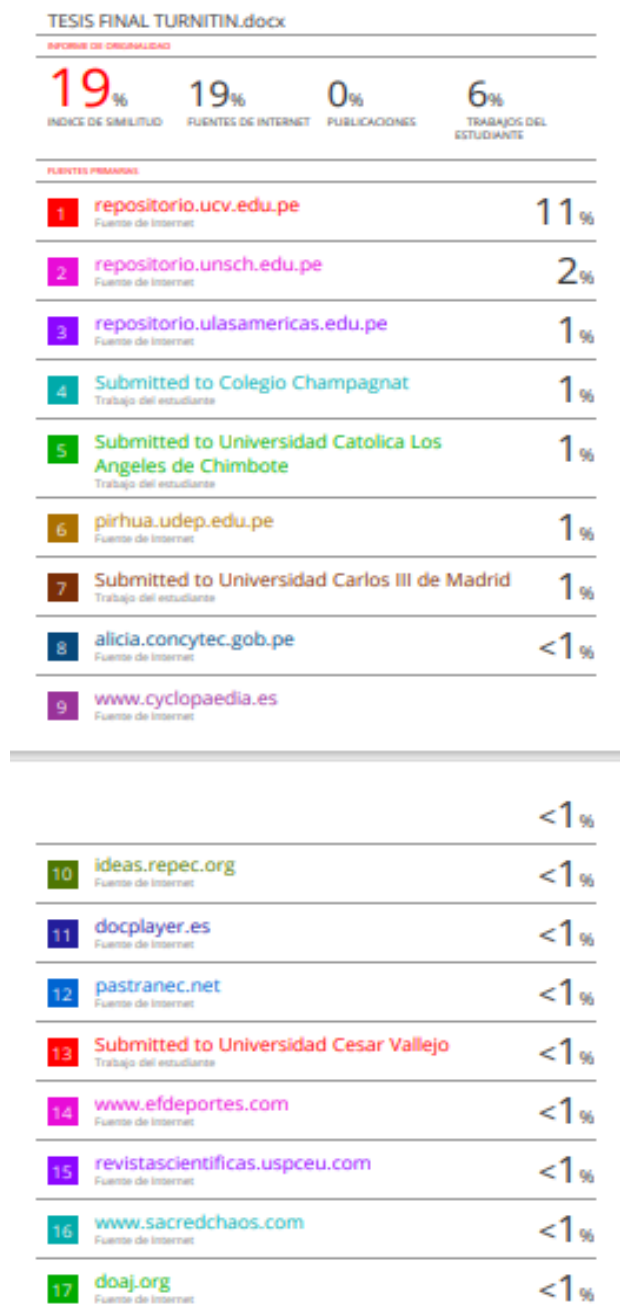 TESIS FINAL TURNITIN.docx
INFORME DE ORIGINALIDAD
19%
19%
0%
6%
INDICE DE SIMILITUD
FUENTES DE INTERNET
PUBLICACIONES
TRABAJOS DEL
ESTUDIANTE
FUENTES PRIMARIAS
1
repositorio.ucv.edu.pe
11%
Fuente de Internet
2
repositorio.unsch.edu.pe
2%
Fuente de Internet
3
repositorio.ulasamericas.edu.pe
1%
Fuente de Internet
4
Submitted to Colegio Champagnat
1%
Trabajo del estudiante
5
Submitted to Universidad Catolica Los
Angeles de Chimbote
1%
Trabajo del estudiante
6
pirhua.udep.edu.pe
1%
Fuente de Internet
7
Submitted to Universidad Carlos III de Madrid
1%
Trabajo del estudiante
8
alicia.concytec.gob.pe
<1%
Fuente de Internet
9
www.cyclopaedia.es
Fuente de Internet
<1%
10
ideas.repec.org
<1%
Fuente de Internet
11
docplayer.es
<1%
Fuente de Internet
12
pastranec.net
<1%
Fuente de Internet
13
Submitted to Universidad Cesar Vallejo
<1%
Trabajo del estudiante
14
www.efdeportes.com
<1%
Fuente de Internet
15
revistascientificas.uspceu.com
<1%
Fuente de Internet
16
www.sacredchaos.com
<1%
Fuente de Internet
17
doaj.org
<1%
Fuente de Internet